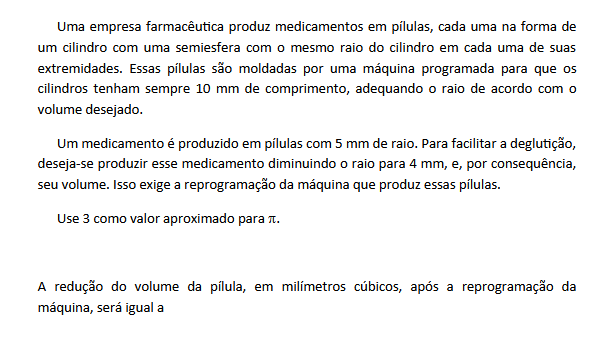 Uma empresa farmacêutica produz medicamentos em pílulas, cada uma na forma de
um cilindro com uma semiesfera com o mesmo raio do cilindro em cada uma de suas
extremidades. Essas pílulas são moldadas por uma máquina programada para que os
cilindros tenham sempre 10 mm de comprimento, adequando o raio de acordo com o
volume desejado.
Um medicamento é produzido em pílulas com 5 mm de raio. Para facilitar a deglutição,
deseja-se produzir esse medicamento diminuindo o raio para 4 mm, e, por consequência,
seu volume. Isso exige a reprogramação da máquina que produz essas pílulas.
Use 3 como valor aproximado para π.
A redução do volume da pílula, em milímetros cúbicos, após a reprogramação da
máquina, será igual a